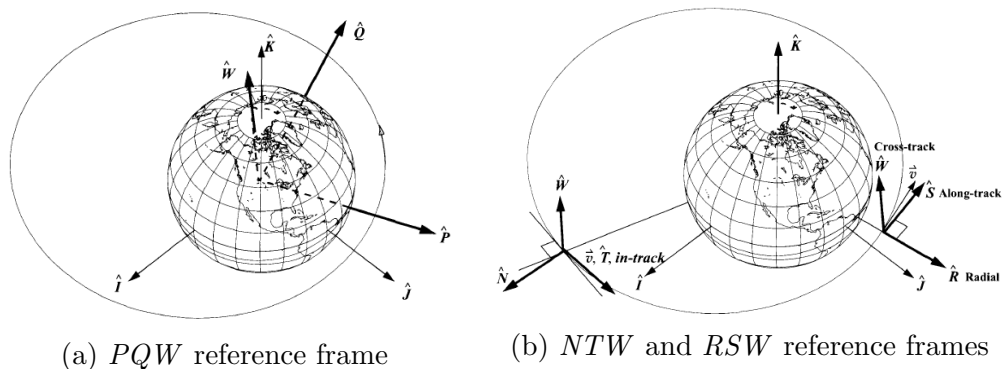 Q̂
K̂
Ŵ
P̂
Î
Ĵ
(a) PQW reference frame
K̂
Cross-track
Ŵ
v⃗
Ŝ Along-track
Ŵ
v⃗, T̂, in-track
N̂
Î
Ĵ
R̂ Radial
(b) NTW and RSW reference frames